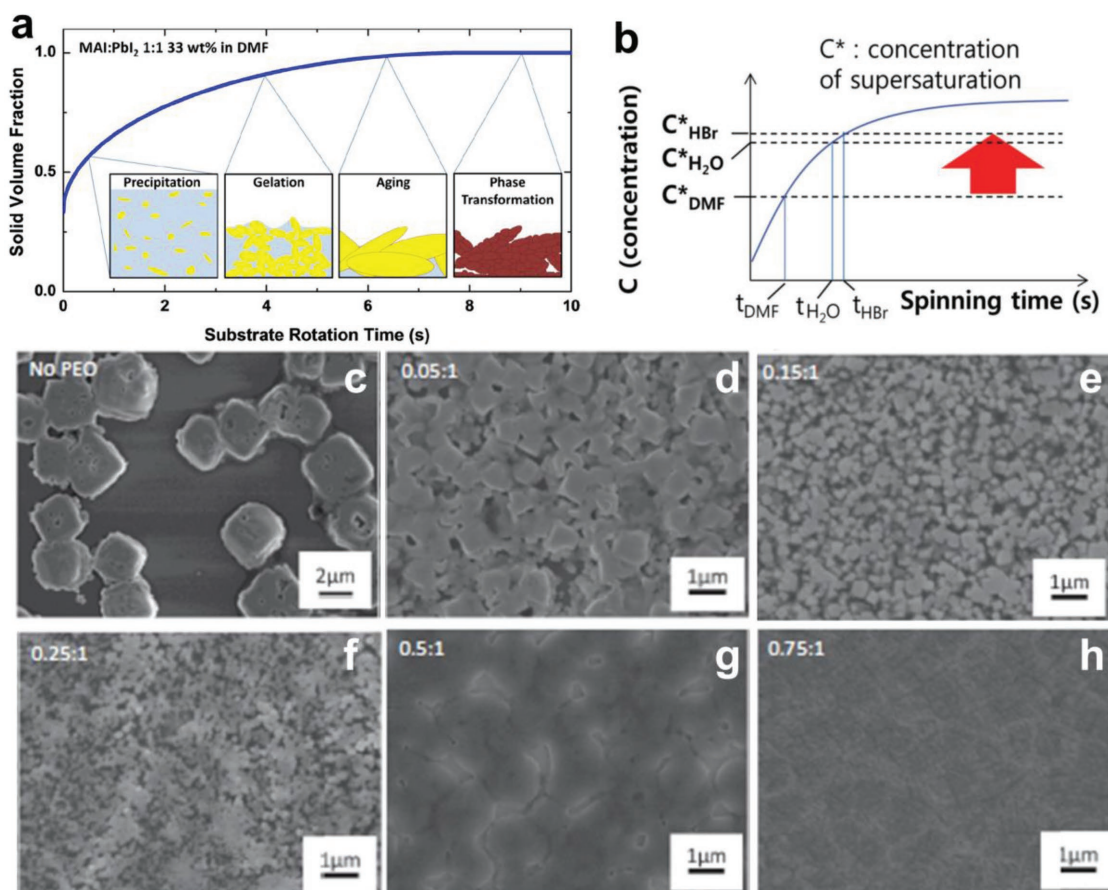 a
MAI:PbI₂ 1:1 33 wt% in DMF
1.0
0.5
0.0
Solid Volume Fraction
Precipitation
Gelation
Aging
Phase
Transformation
0 2 4 6 8 10
Substrate Rotation Time (s)
b
C* : concentration
of supersaturation
C*HBr
C*H₂O
C*DMF
C (concentration)
tDMF tH₂O tHBr Spinning time (s)
No PEO c
2μm
0.05:1 d
1μm
0.15:1 e
1μm
0.25:1 f
1μm
0.5:1 g
1μm
0.75:1 h
1μm